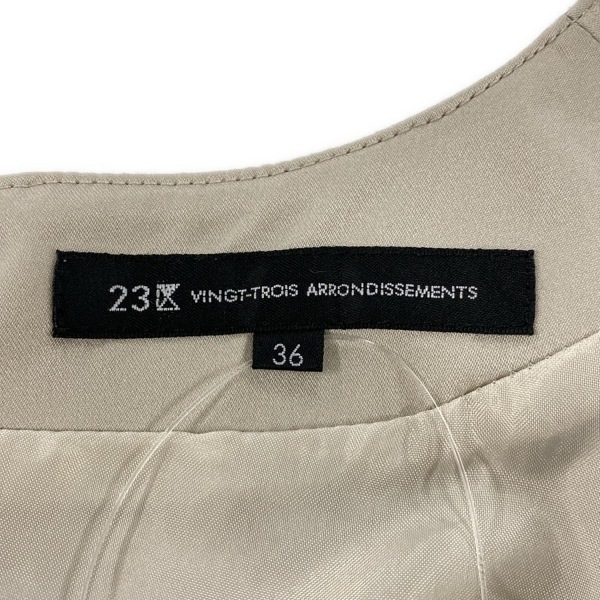 23区 VINGT-TROIS ARRONDISSEMENTS
36